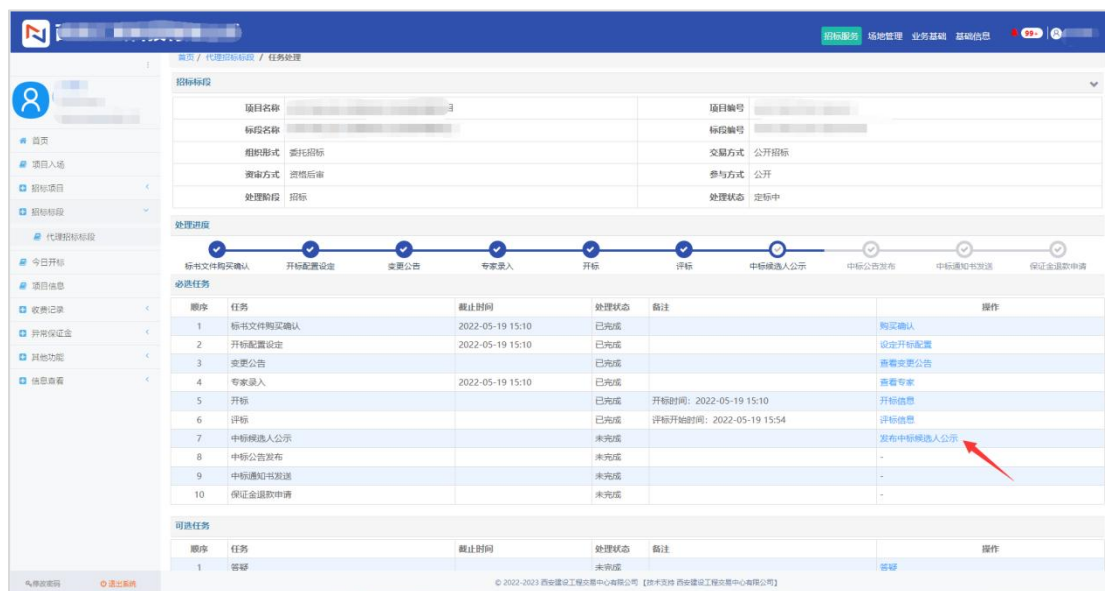 招标服务 场地管理 业务基础 基础信息 99+
首页 / 代理招标标段 / 任务处理
首页
项目入场
招标项目
招标标段
代理招标标段
今日开标
项目信息
收费记录
异常保证金
其他功能
信息查看
修改密码 退出系统
招标标段
项目名称 目 项目编号
标段名称 标段编号
组织形式 委托招标 交易方式 公开招标
资审方式 资格后审 参与方式 公开
处理阶段 招标 处理状态 定标中
处理进度
标书文件购买确认 开标配置设定 变更公告 专家录入 开标 评标 中标候选人公示 中标公告发布 中标通知书发送 保证金退款申请
必选任务
顺序 任务 截止时间 处理状态 备注 操作
1 标书文件购买确认 2022-05-19 15:10 已完成 购买确认
2 开标配置设定 2022-05-19 15:10 已完成 设定开标配置
3 变更公告 已完成 查看变更公告
4 专家录入 2022-05-19 15:10 已完成 查看专家
5 开标 已完成 开标时间：2022-05-19 15:10 开标信息
6 评标 已完成 评标开始时间：2022-05-19 15:54 评标信息
7 中标候选人公示 未完成 发布中标候选人公示
8 中标公告发布 未完成 -
9 中标通知书发送 未完成 -
10 保证金退款申请 未完成 -
可选任务
顺序 任务 截止时间 处理状态 备注 操作
1 答疑 未完成 答疑
© 2022-2023 西安建设工程交易中心有限公司 【技术支持 西安建设工程交易中心有限公司】